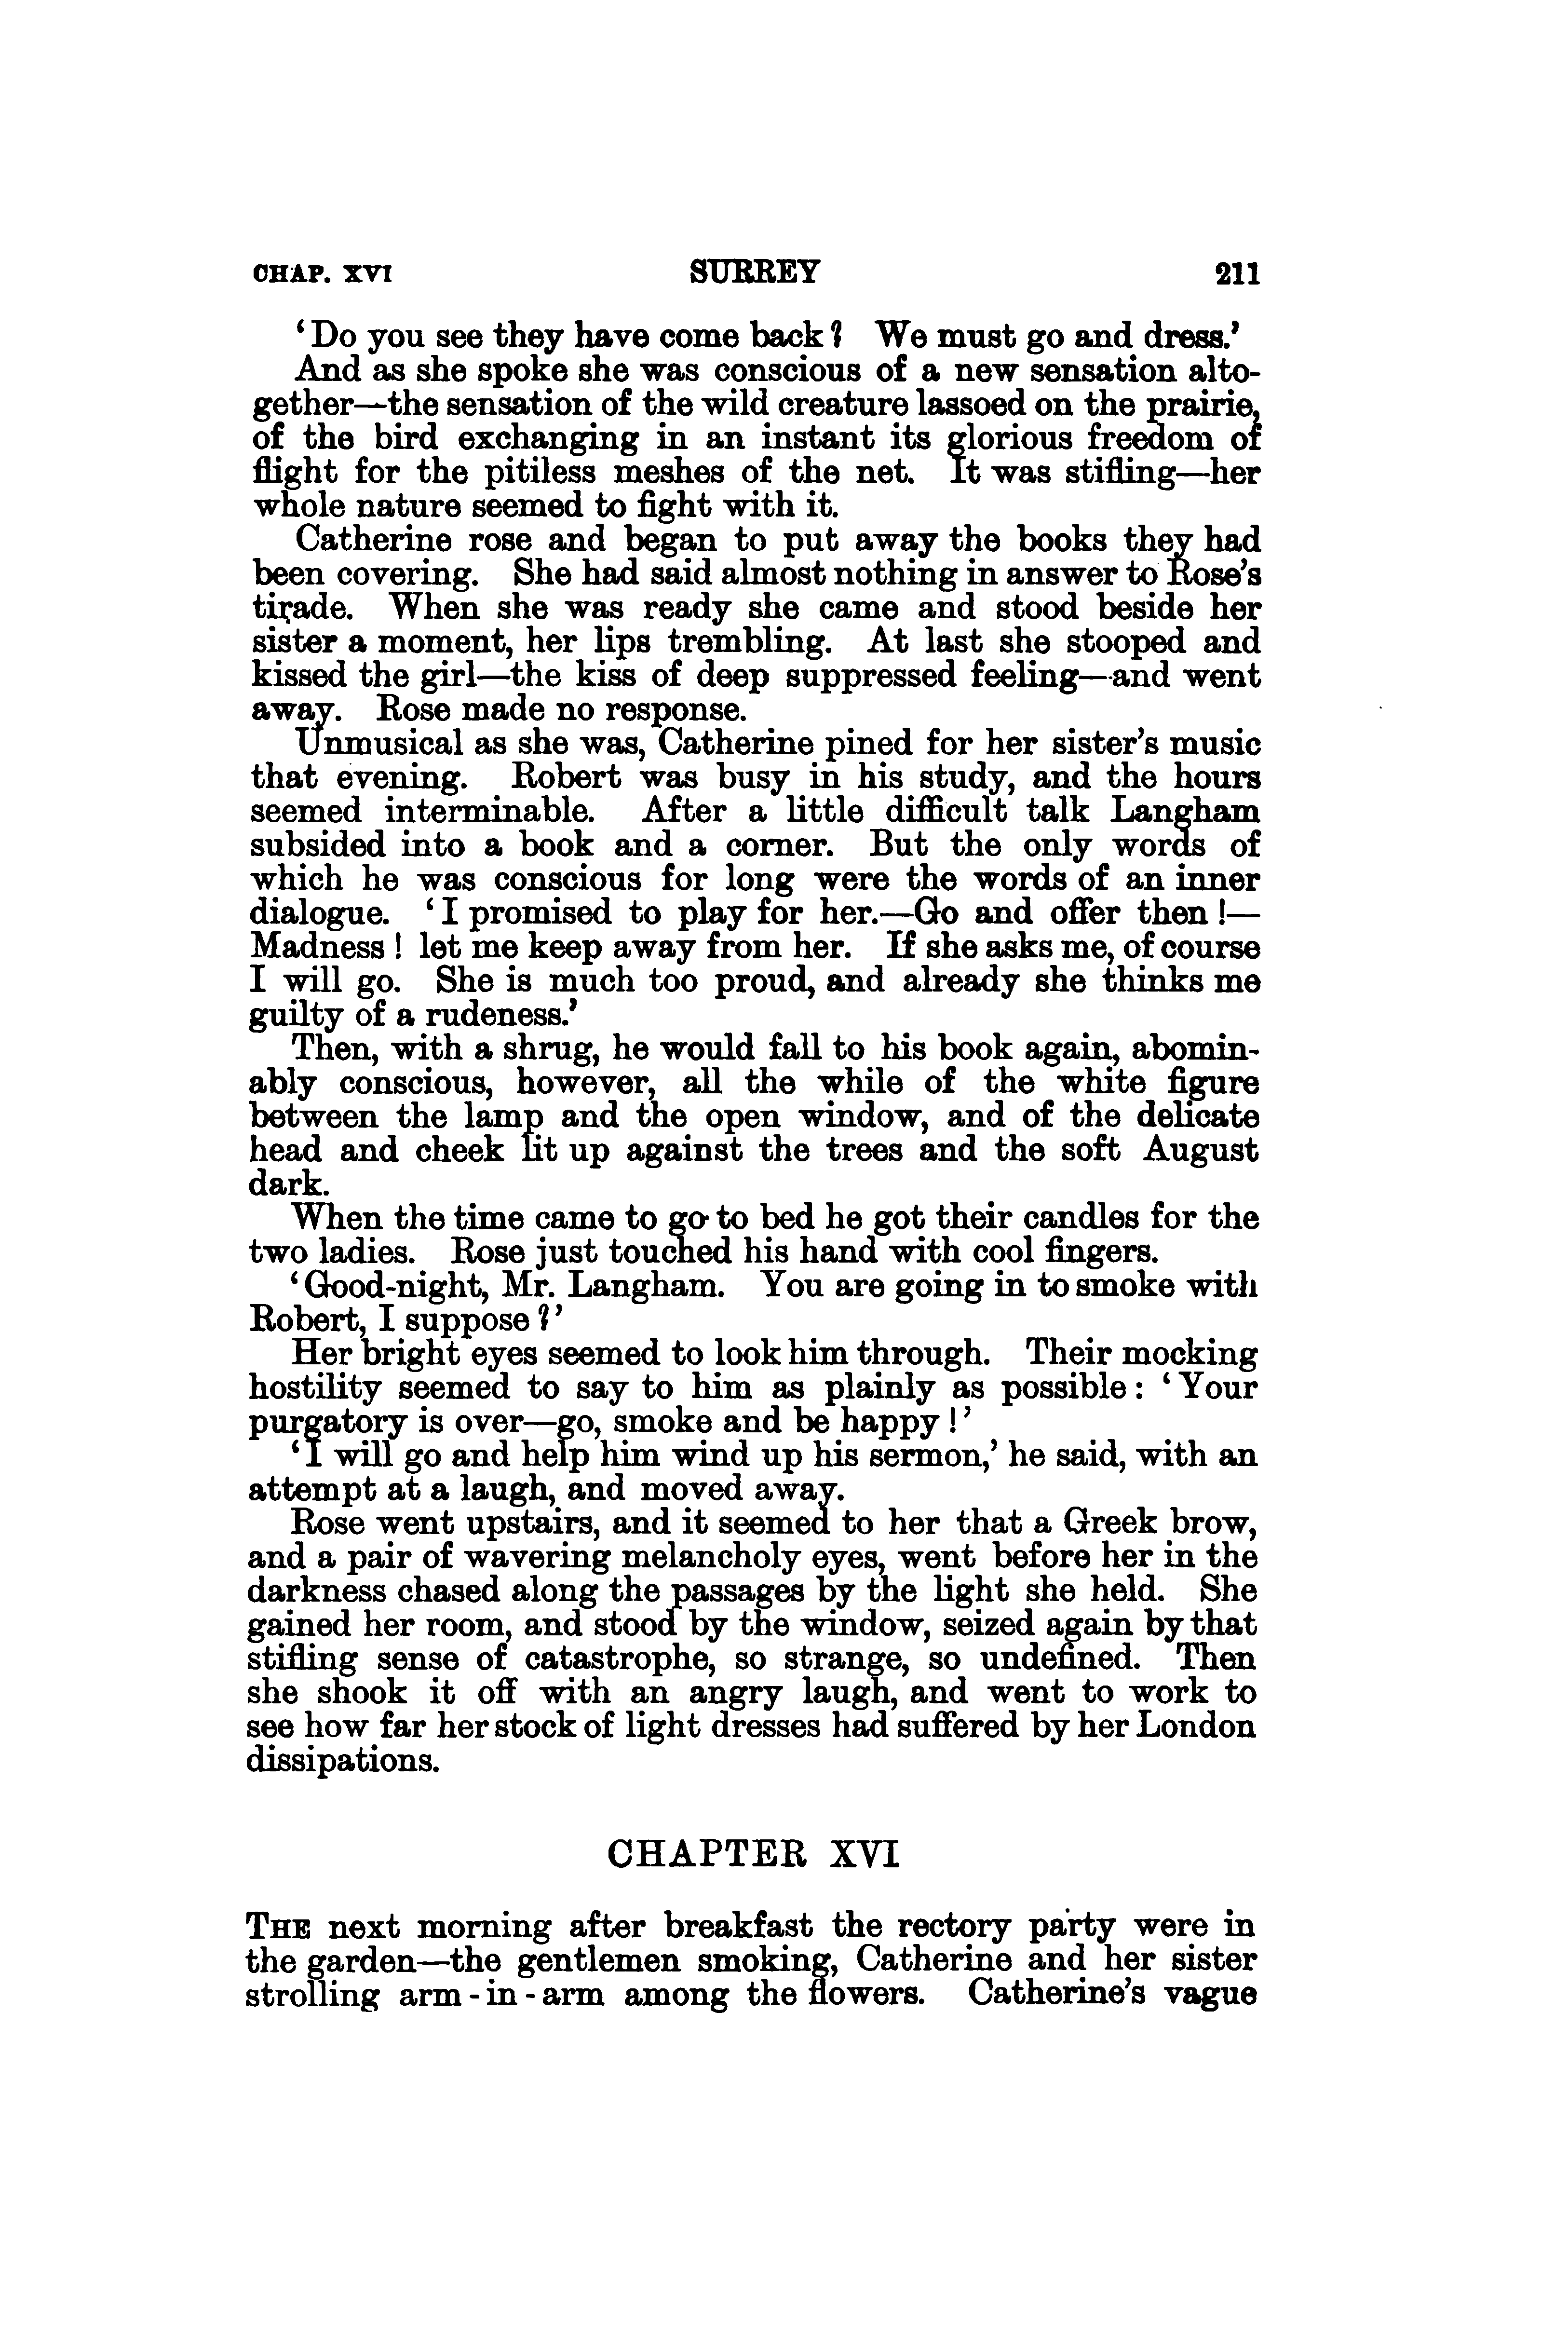 CHAP. XVI SURREY 211
‘Do you see they have come back? We must go and dress.’
And as she spoke she was conscious of a new sensation alto-
gether—the sensation of the wild creature lassoed on the prairie,
of the bird exchanging in an instant its glorious freedom of
flight for the pitiless meshes of the net. It was stifling—her
whole nature seemed to fight with it.
Catherine rose and began to put away the books they had
been covering. She had said almost nothing in answer to Rose’s
tirade. When she was ready she came and stood beside her
sister a moment, her lips trembling. At last she stooped and
kissed the girl—the kiss of deep suppressed feeling—and went
away. Rose made no response.
Unmusical as she was, Catherine pined for her sister’s music
that evening. Robert was busy in his study, and the hours
seemed interminable. After a little difficult talk Langham
subsided into a book and a corner. But the only words of
which he was conscious for long were the words of an inner
dialogue. ‘I promised to play for her.—Go and offer then!—
Madness! let me keep away from her. If she asks me, of course
I will go. She is much too proud, and already she thinks me
guilty of a rudeness.’
Then, with a shrug, he would fall to his book again, abomin-
ably conscious, however, all the while of the white figure
between the lamp and the open window, and of the delicate
head and cheek lit up against the trees and the soft August
dark.
When the time came to go to bed he got their candles for the
two ladies. Rose just touched his hand with cool fingers.
‘Good-night, Mr. Langham. You are going in to smoke with
Robert, I suppose?’
Her bright eyes seemed to look him through. Their mocking
hostility seemed to say to him as plainly as possible: ‘Your
purgatory is over—go, smoke and be happy!’
‘I will go and help him wind up his sermon,’ he said, with an
attempt at a laugh, and moved away.
Rose went upstairs, and it seemed to her that a Greek brow,
and a pair of wavering melancholy eyes, went before her in the
darkness chased along the passages by the light she held. She
gained her room, and stood by the window, seized again by that
stifling sense of catastrophe, so strange, so undefined. Then
she shook it off with an angry laugh, and went to work to
see how far her stock of light dresses had suffered by her London
dissipations.
CHAPTER XVI
THE next morning after breakfast the rectory party were in
the garden—the gentlemen smoking, Catherine and her sister
strolling arm-in-arm among the flowers. Catherine’s vague